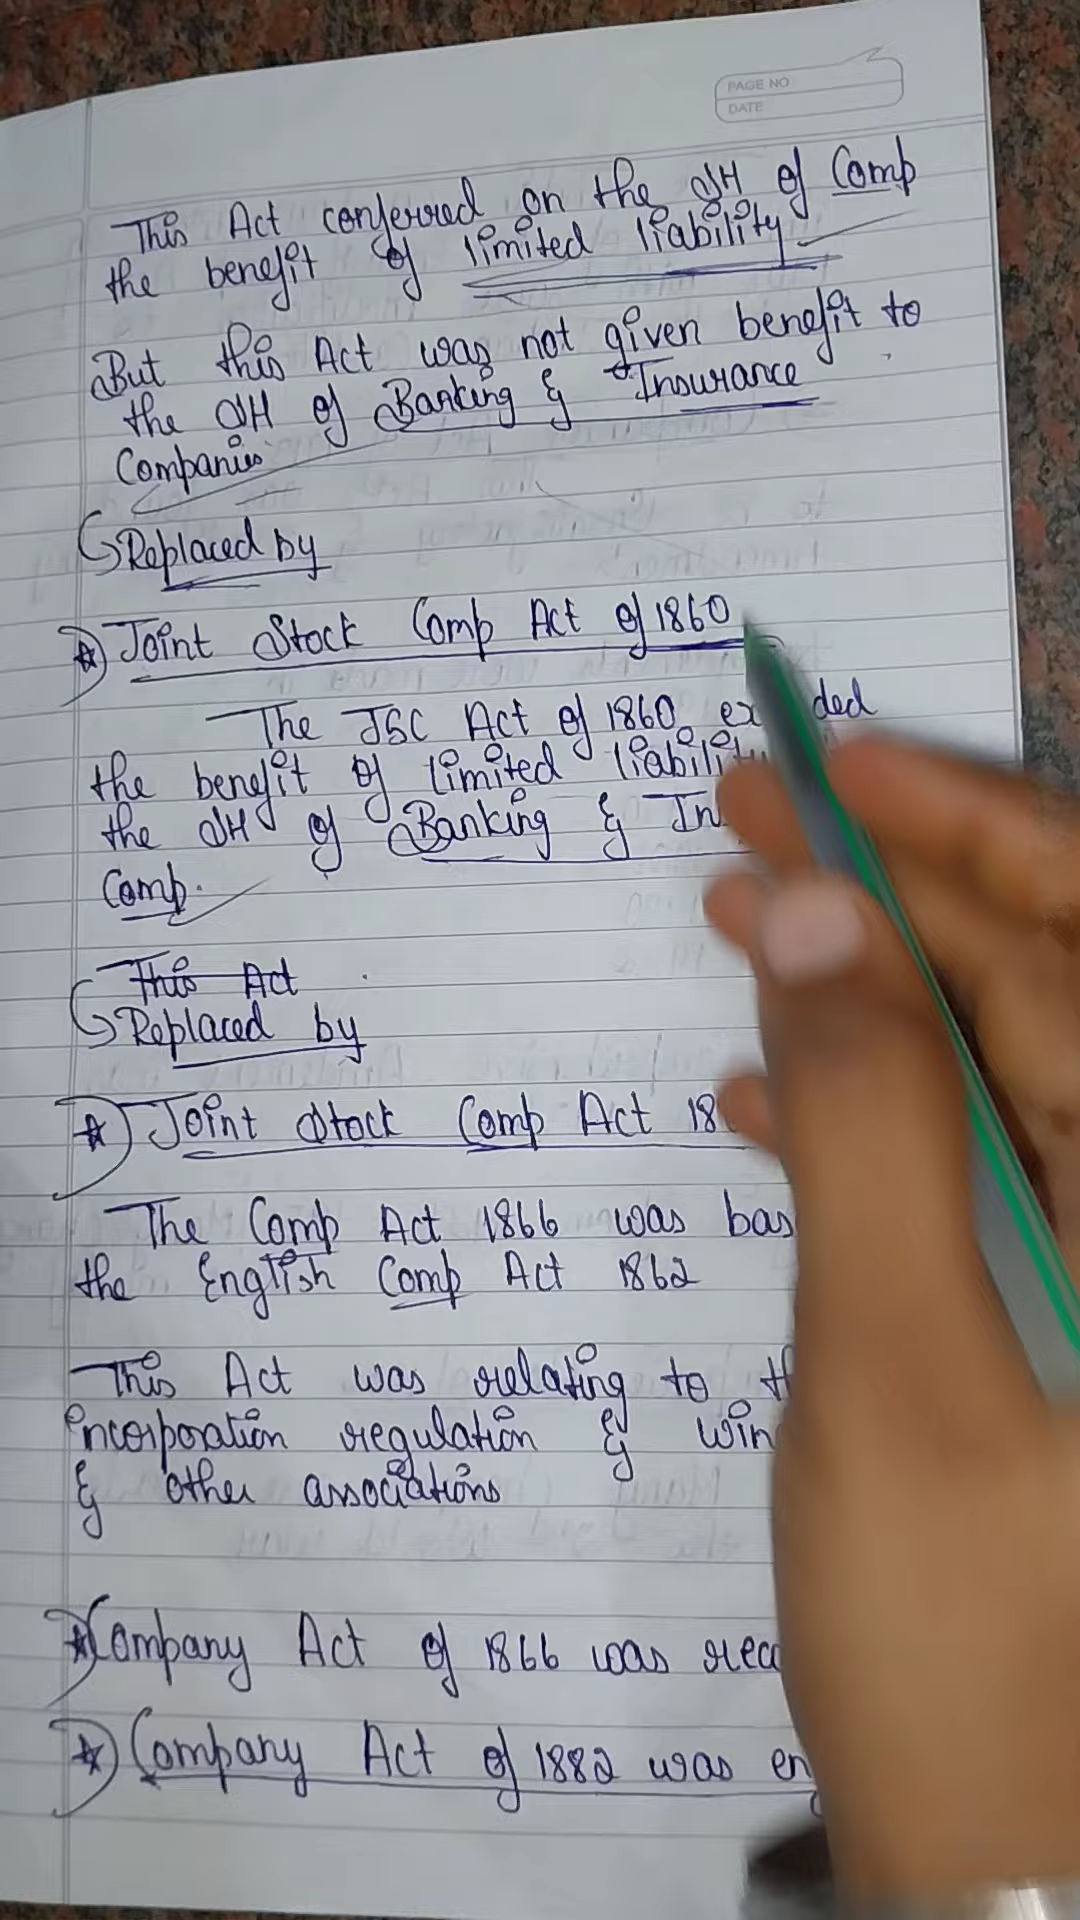 PAGE NO
DATE
This Act conferred on the SH of Comp
the benefit of limited liability
But this Act was not given benefit to
the SH of Banking & Insurance
Companies
Replaced by
Joint Stock Comp Act of 1860
The JSC Act of 1860
the benefit of limited
the SH of Banking &
Comp.
This Act
Replaced by
Joint Stock Comp Act
The Comp Act 1866 was
the English Comp Act 1862
This Act was relating to
incorporation regulation &
& other associations
Company Act of 1866 was
Company Act of 1882 was